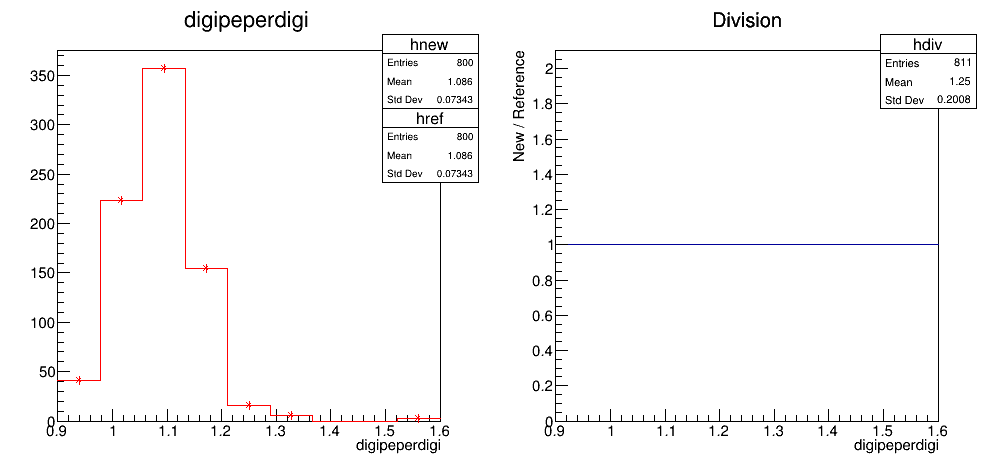 digipeperdigi
hnew
Entries 800
Mean 1.086
Std Dev 0.07343
href
Entries 800
Mean 1.086
Std Dev 0.07343
350
300
250
200
150
100
50
0
0.9 1 1.1 1.2 1.3 1.4 1.5 1.6
digipeperdigi
Division
hdiv
Entries 811
Mean 1.25
Std Dev 0.2008
New / Reference
2
1.8
1.6
1.4
1.2
1
0.8
0.6
0.4
0.2
0
0.9 1 1.1 1.2 1.3 1.4 1.5 1.6
digipeperdigi